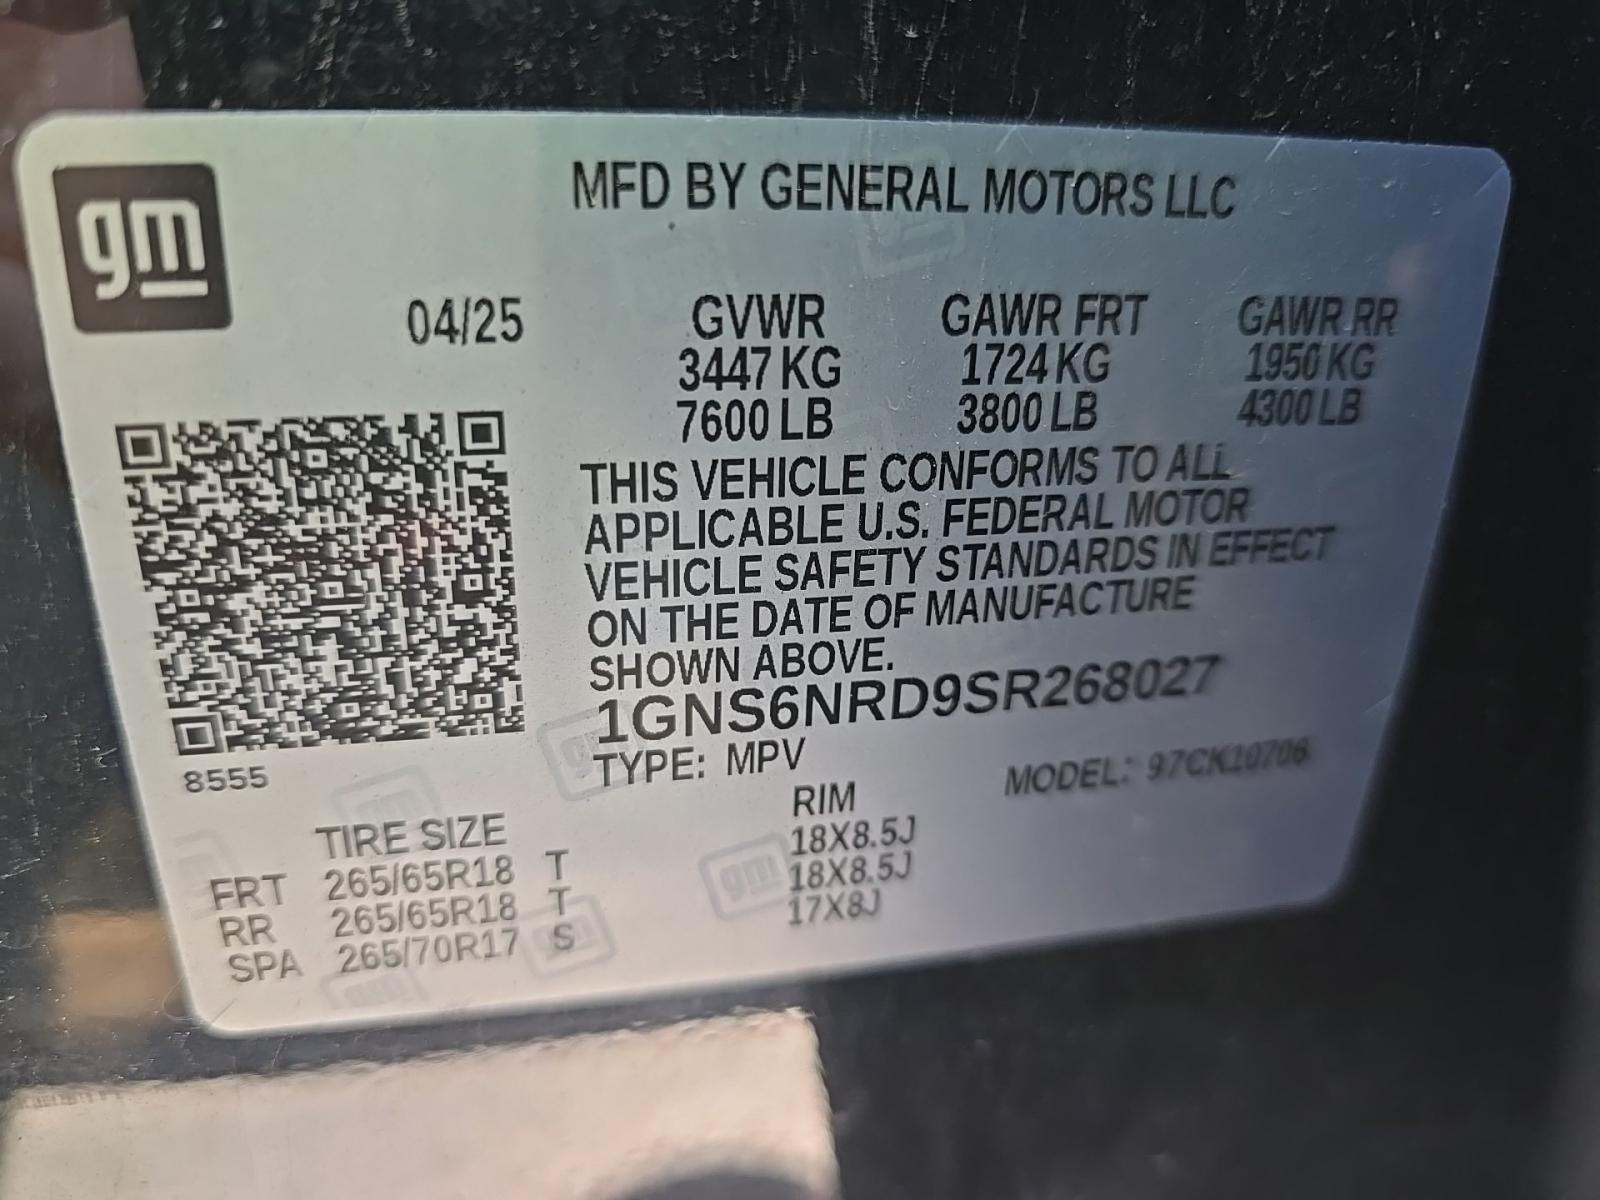 gm
MFD BY GENERAL MOTORS LLC
04/25 GVWR GAWR FRT GAWR RR
3447 KG 1724 KG 1950 KG
7600 LB 3800 LB 4300 LB
THIS VEHICLE CONFORMS TO ALL
APPLICABLE U.S. FEDERAL MOTOR
VEHICLE SAFETY STANDARDS IN EFFECT
ON THE DATE OF MANUFACTURE
SHOWN ABOVE.
1GNS6NRD9SR268027
8555 TYPE: MPV MODEL: 97CK10706
TIRE SIZE RIM
FRT 265/65R18 T 18X8.5J
RR 265/65R18 T 18X8.5J
SPA 265/70R17 S 17X8J